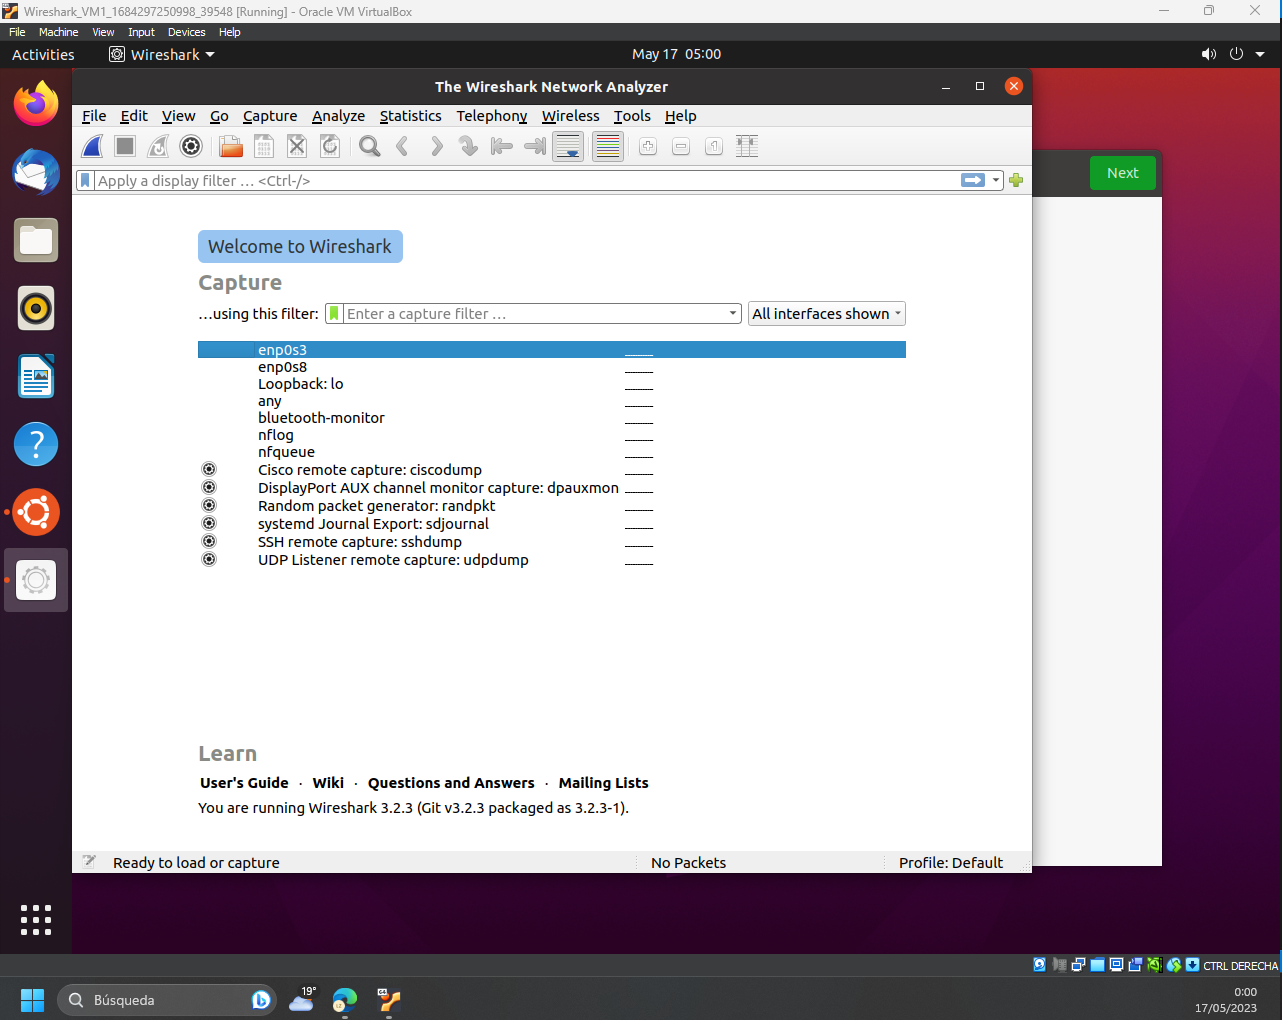 Wireshark_VM1_1684297250998_39548 [Running] - Oracle VM VirtualBox
File Machine View Input Devices Help
Activities Wireshark May 17 05:00
The Wireshark Network Analyzer
File Edit View Go Capture Analyze Statistics Telephony Wireless Tools Help
Next
Apply a display filter … <Ctrl-/>
Welcome to Wireshark
Capture
…using this filter: Enter a capture filter … All interfaces shown
enp0s3
enp0s8
Loopback: lo
any
bluetooth-monitor
nflog
nfqueue
Cisco remote capture: ciscodump
DisplayPort AUX channel monitor capture: dpauxmon
Random packet generator: randpkt
systemd Journal Export: sdjournal
SSH remote capture: sshdump
UDP Listener remote capture: udpdump
Learn
User's Guide · Wiki · Questions and Answers · Mailing Lists
You are running Wireshark 3.2.3 (Git v3.2.3 packaged as 3.2.3-1).
Ready to load or capture No Packets Profile: Default
CTRL DERECHA
Búsqueda 19° 0:00
17/05/2023